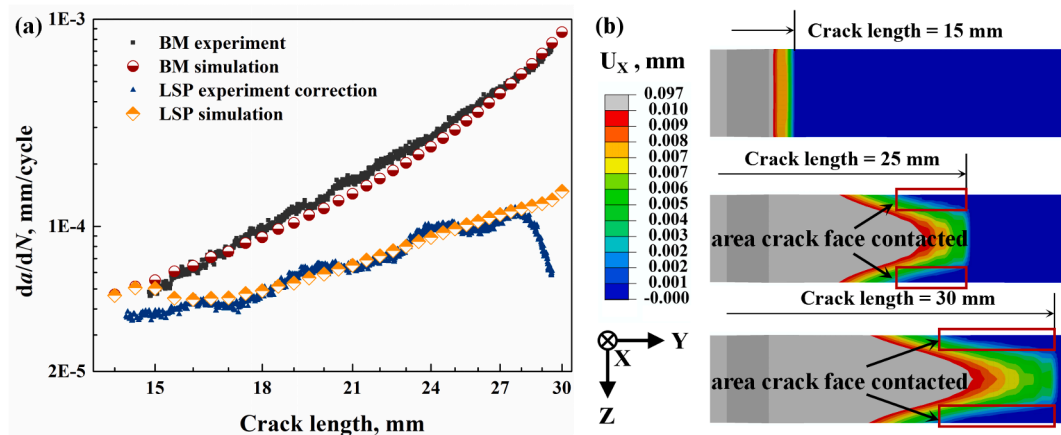 (a)
1E-3
1E-4
2E-5
da/dN, mm/cycle
BM experiment
BM simulation
LSP experiment correction
LSP simulation
15
18
21
24
27
30
Crack length, mm
(b)
U_X , mm
0.097
0.010
0.009
0.008
0.007
0.006
0.005
0.004
0.003
0.002
0.002
0.001
-0.000
X
Y
Z
Crack length = 15 mm
Crack length = 25 mm
area crack face contacted
Crack length = 30 mm
area crack face contacted